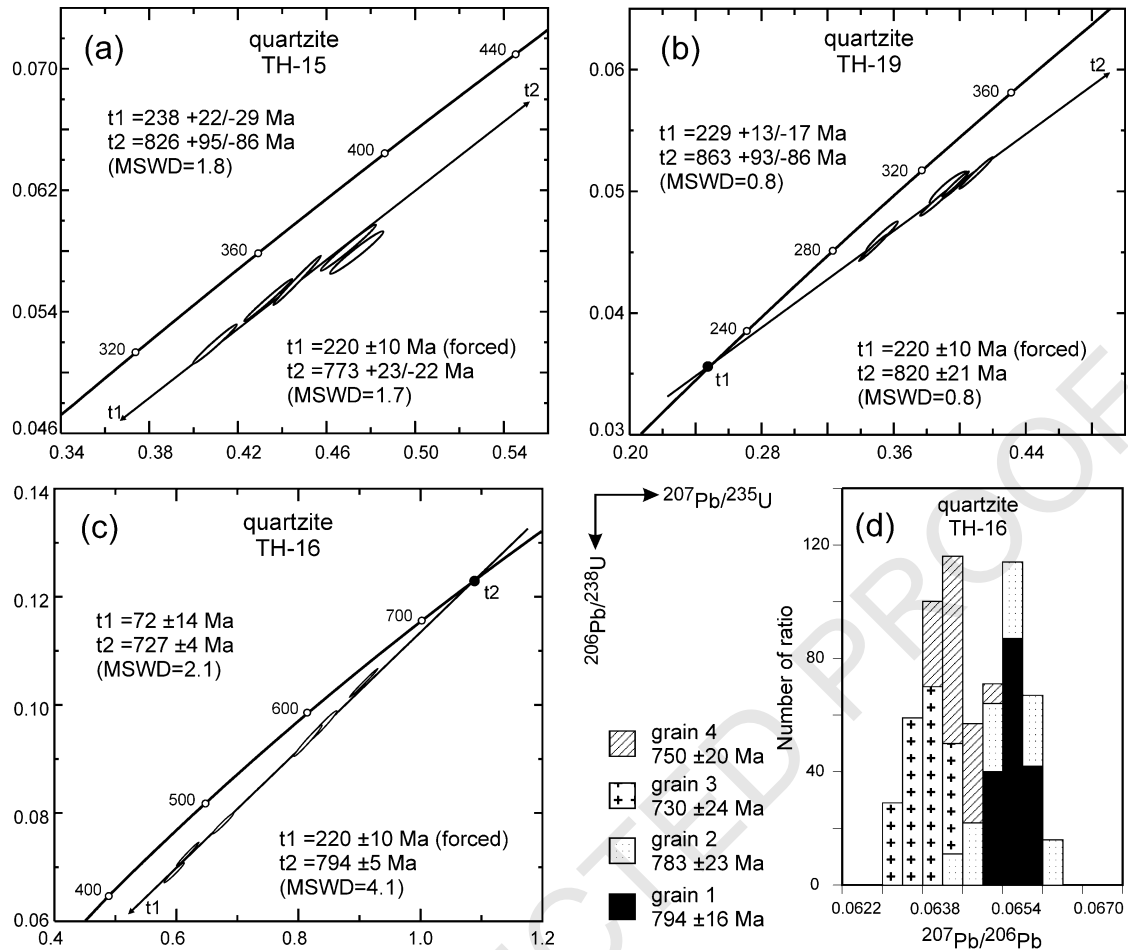 (a)
quartzite
TH-15
t1 =238 +22/-29 Ma
t2 =826 +95/-86 Ma
(MSWD=1.8)
t2
440
400
360
320
t1
t1 =220 ±10 Ma (forced)
t2 =773 +23/-22 Ma
(MSWD=1.7)
0.070
0.062
0.054
0.046
0.34
0.38
0.42
0.46
0.50
0.54
(b)
quartzite
TH-19
t1 =229 +13/-17 Ma
t2 =863 +93/-86 Ma
(MSWD=0.8)
t2
360
320
280
240
t1
t1 =220 ±10 Ma (forced)
t2 =820 ±21 Ma
(MSWD=0.8)
0.06
0.05
0.04
0.03
0.20
0.28
0.36
0.44
(c)
quartzite
TH-16
t1 =72 ±14 Ma
t2 =727 ±4 Ma
(MSWD=2.1)
t2
700
600
500
400
t1
t1 =220 ±10 Ma (forced)
t2 =794 ±5 Ma
(MSWD=4.1)
0.14
0.12
0.10
0.08
0.06
0.4
0.6
0.8
1.0
1.2
207Pb/235U
206Pb/238U
grain 4
750 ±20 Ma
grain 3
730 ±24 Ma
grain 2
783 ±23 Ma
grain 1
794 ±16 Ma
(d)
quartzite
TH-16
Number of ratio
120
80
40
0
0.0622
0.0638
0.0654
0.0670
207Pb/206Pb
CTED PROOF